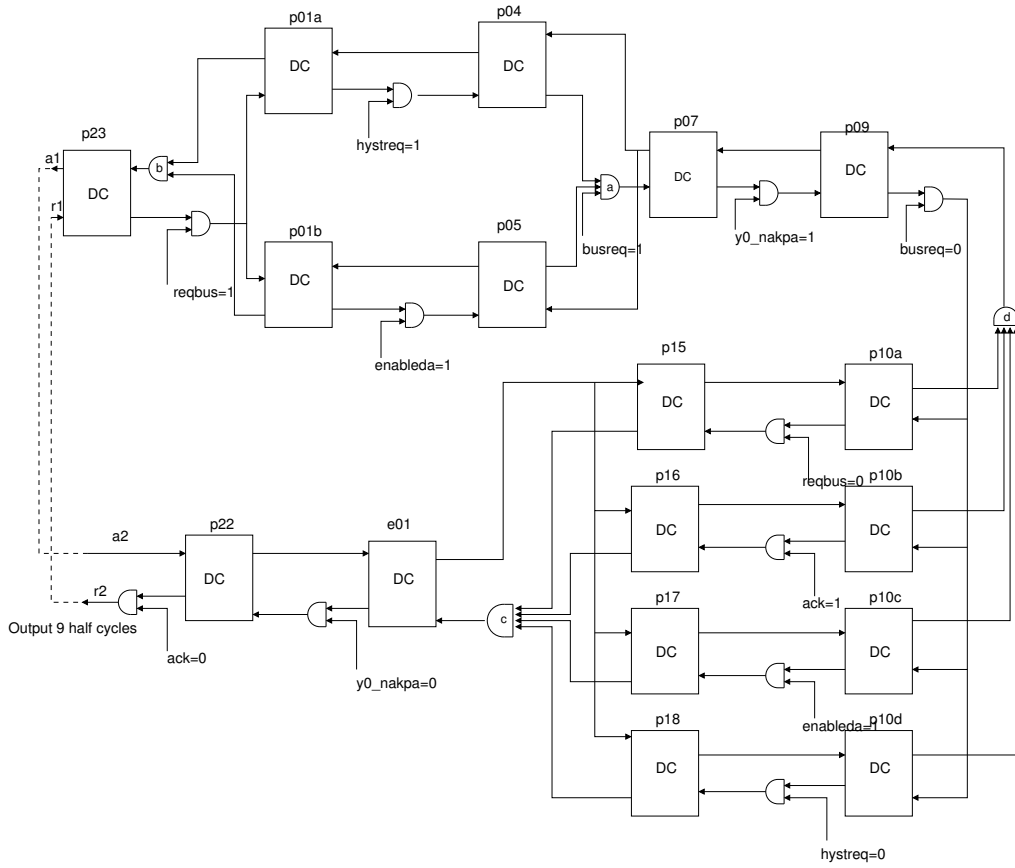 p01a
p04
DC
DC
hystreq=1
p23
a1
b
DC
r1
p07
p09
DC
DC
a
y0_nakpa=1
busreq=1
busreq=0
reqbus=1
p01b
p05
DC
DC
enableda=1
d
p15
p10a
DC
DC
reqbus=0
p16
p10b
DC
DC
ack=1
p22
e01
a2
DC
DC
r2
Output 9 half cycles
ack=0
y0_nakpa=0
c
p17
p10c
DC
DC
enableda=1
p18
p10d
DC
DC
hystreq=0